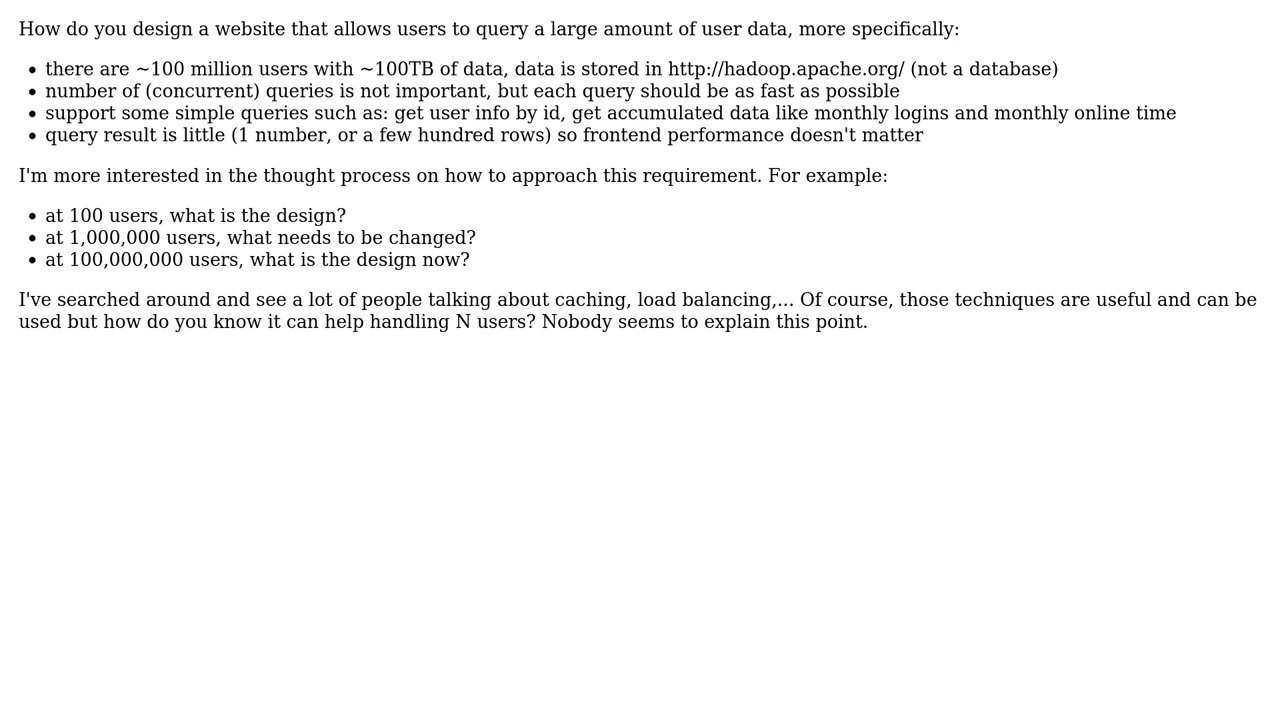 How do you design a website that allows users to query a large amount of user data, more specifically:
• there are ~100 million users with ~100TB of data, data is stored in http://hadoop.apache.org/ (not a database)
• number of (concurrent) queries is not important, but each query should be as fast as possible
• support some simple queries such as: get user info by id, get accumulated data like monthly logins and monthly online time
• query result is little (1 number, or a few hundred rows) so frontend performance doesn't matter
I'm more interested in the thought process on how to approach this requirement. For example:
• at 100 users, what is the design?
• at 1,000,000 users, what needs to be changed?
• at 100,000,000 users, what is the design now?
I've searched around and see a lot of people talking about caching, load balancing,... Of course, those techniques are useful and can be
used but how do you know it can help handling N users? Nobody seems to explain this point.